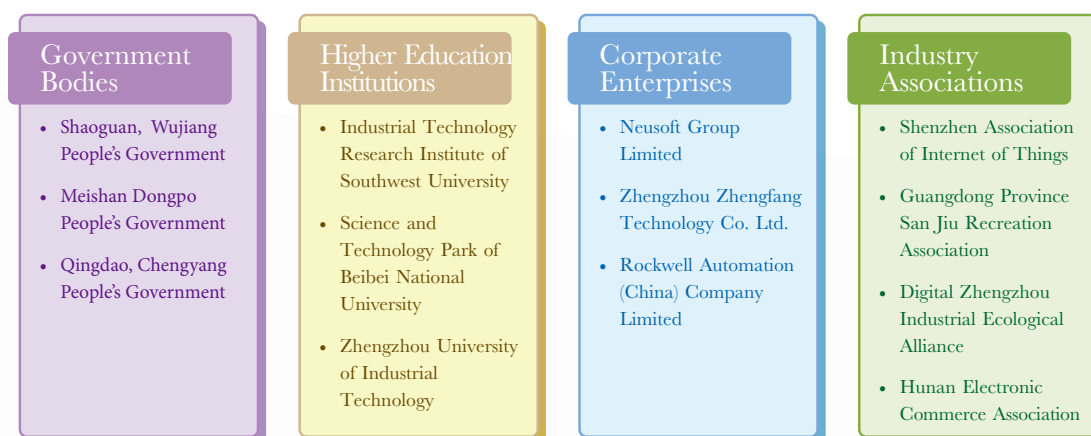 Government
Bodies
Shaoguan, Wujiang
People's Government
Meishan Dongpo
People's Government
Qingdao, Chengyang
People's Government
Higher Education
Institutions
Industrial Technology
Research Institute of
Southwest University
Science and
Technology Park of
Beibei National
University
Zhengzhou University
of Industrial
Technology
Corporate
Enterprises
Neusoft Group
Limited
Zhengzhou Zhengfang
Technology Co. Ltd.
Rockwell Automation
(China) Company
Limited
Industry
Associations
Shenzhen Association
of Internet of Things
Guangdong Province
San Jiu Recreation
Association
Digital Zhengzhou
Industrial Ecological
Alliance
Hunan Electronic
Commerce Association